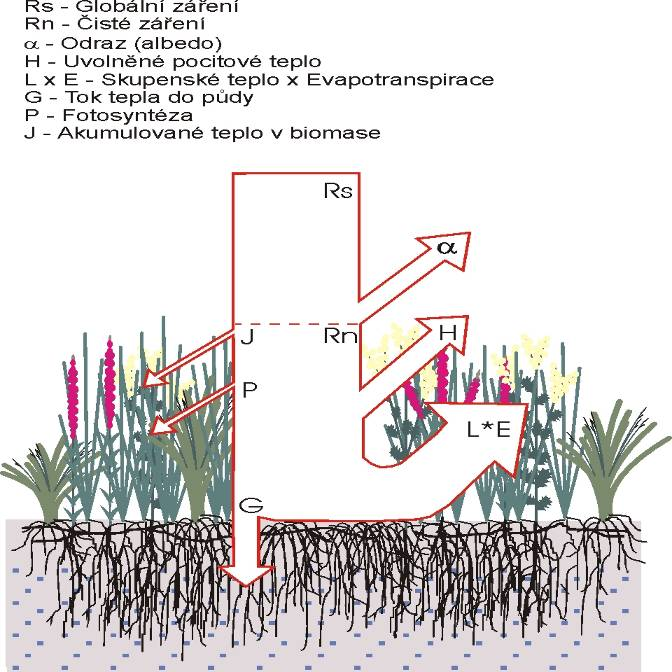 Rs - Globální záření
Rn - Čisté záření
α - Odraz (albedo)
H - Uvolněné pocitové teplo
L x E - Skupenské teplo x Evapotranspirace
G - Tok tepla do půdy
P - Fotosyntéza
J - Akumulované teplo v biomase
Rs
α
J
Rn
H
P
L*E
G